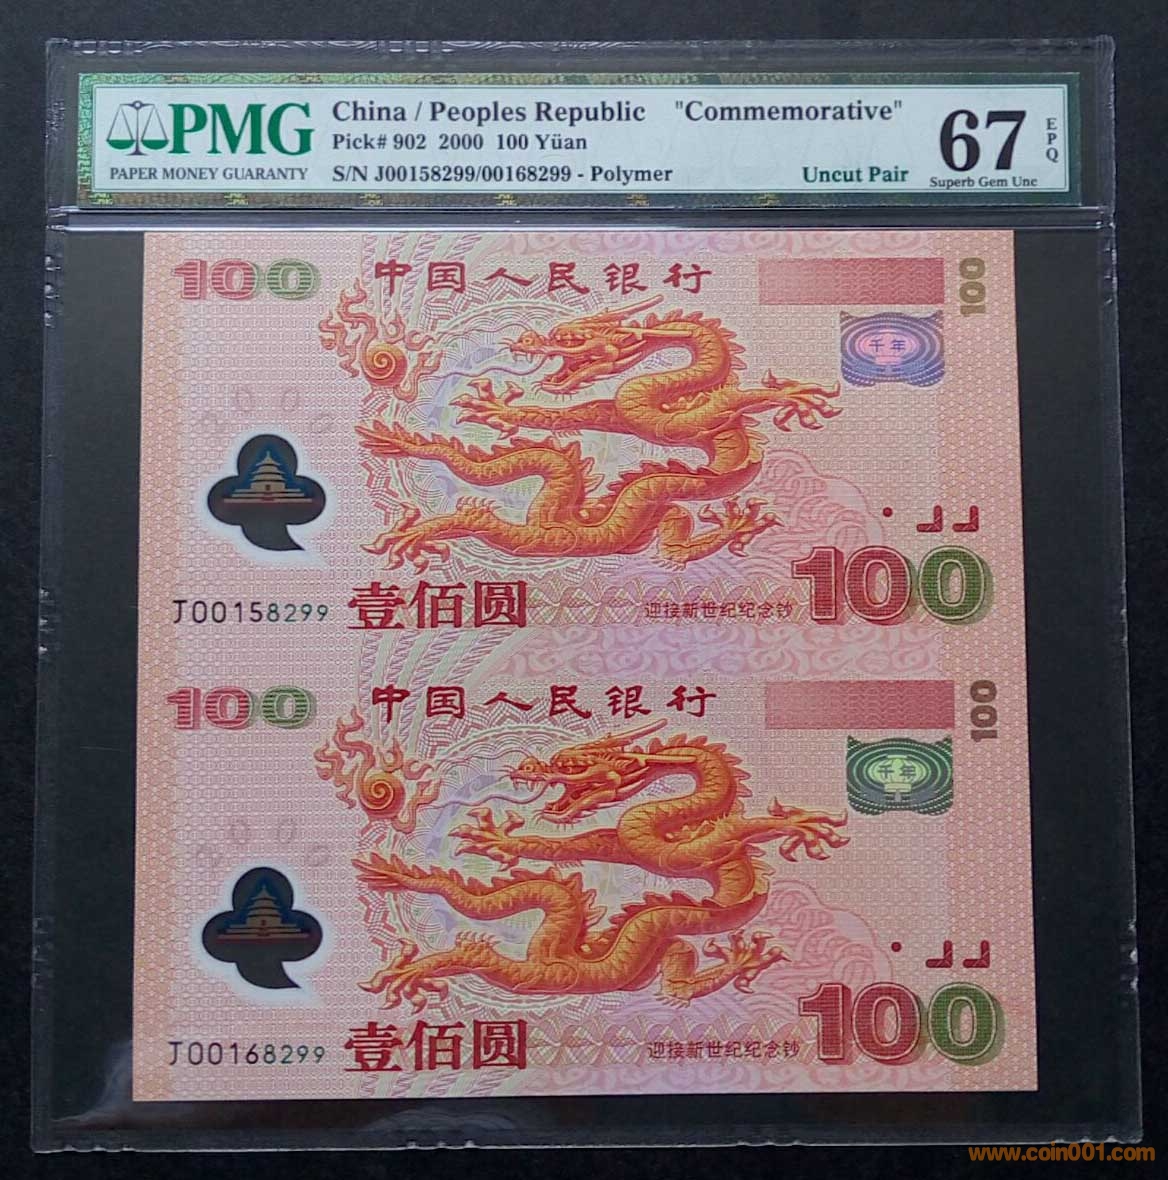 PMG
PAPER MONEY GUARANTY
China / Peoples Republic "Commemorative"
Pick# 902 2000 100 Yüan
S/N J00158299/00168299 - Polymer
Uncut Pair
67
EPQ
Superb Gem Unc
100
中国人民银行
100
千年
J00158299
壹佰圆
迎接新世纪纪念钞
100
100
中国人民银行
100
千年
J00168299
壹佰圆
迎接新世纪纪念钞
100
www.coin001.com